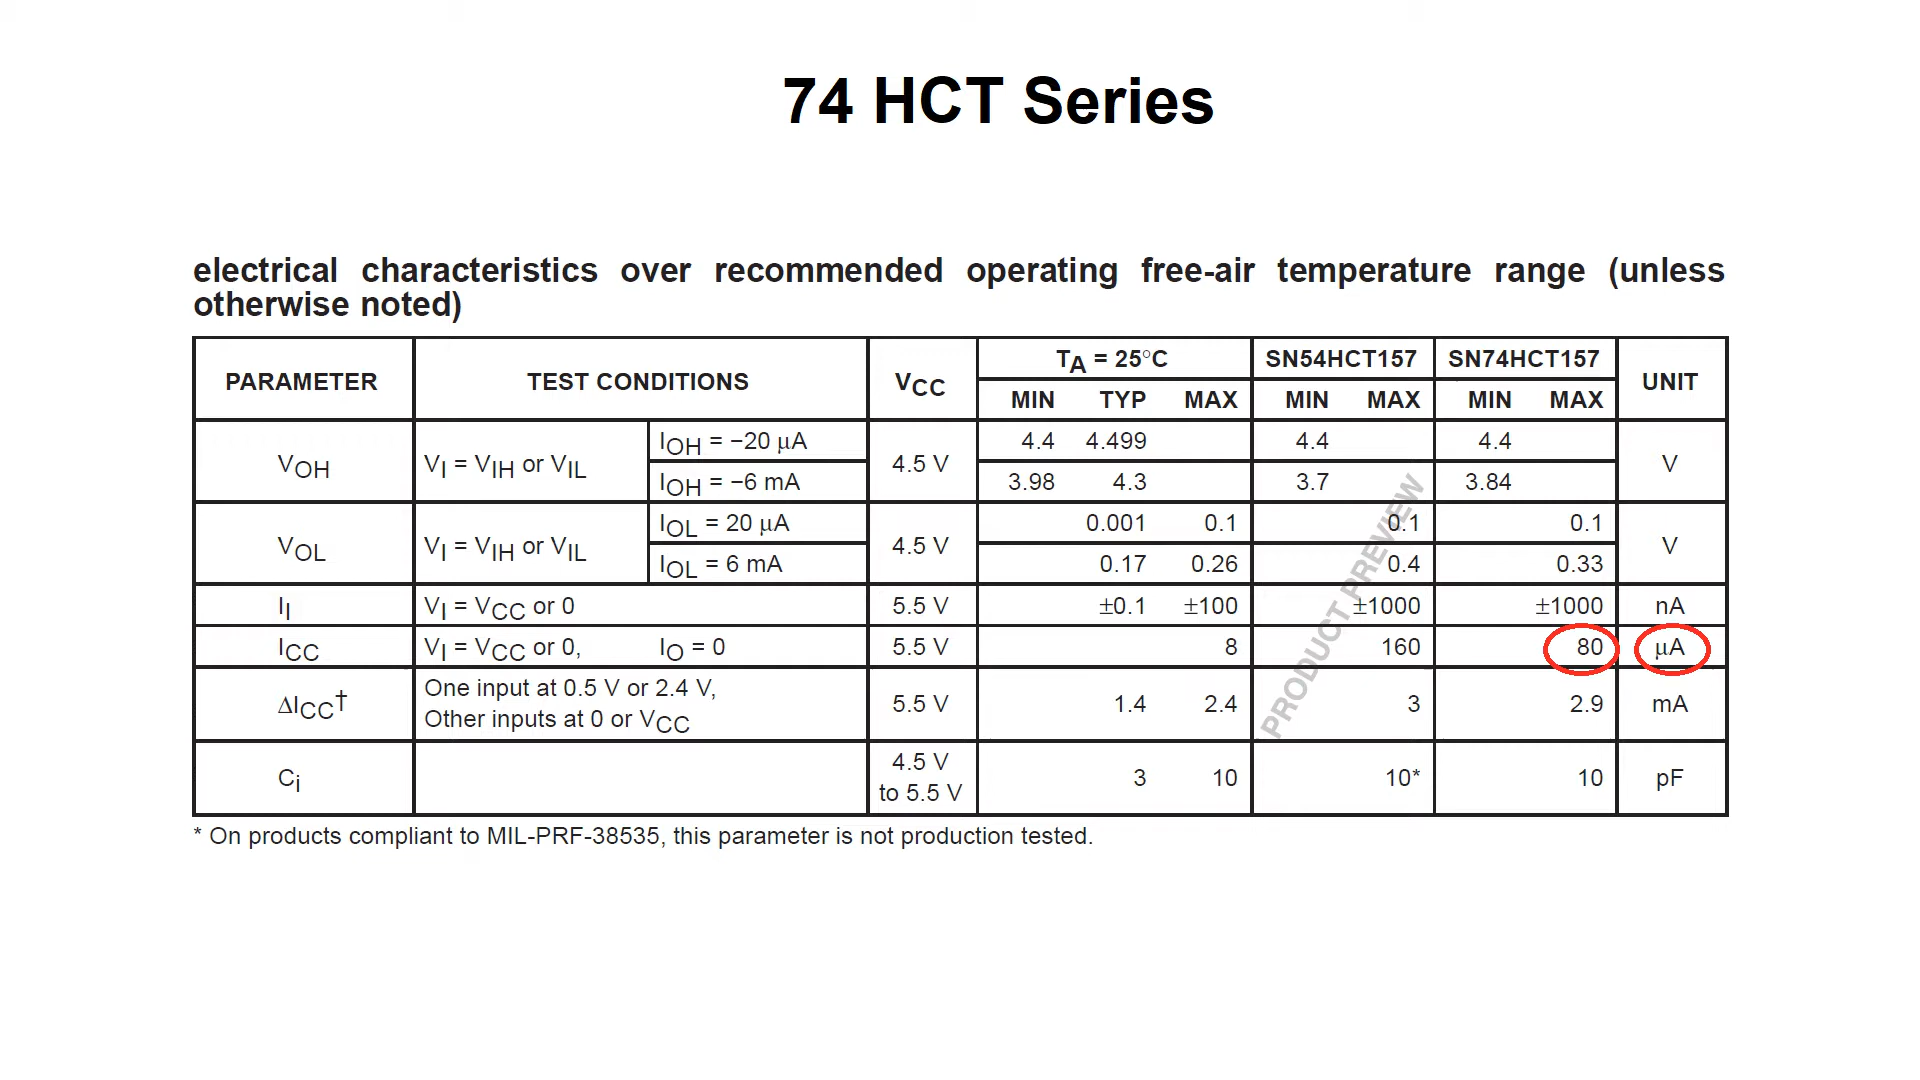 74 HCT Series
electrical characteristics over recommended operating free-air temperature range (unless
otherwise noted)
PARAMETER TEST CONDITIONS VCC TA = 25°C SN54HCT157 SN74HCT157 UNIT
MIN TYP MAX MIN MAX MIN MAX
VOH VI = VIH or VIL IOH = −20 µA 4.5 V 4.4 4.499 4.4 4.4 V
IOH = −6 mA 3.98 4.3 3.7 3.84
VOL VI = VIH or VIL IOL = 20 µA 4.5 V 0.001 0.1 0.1 0.1 V
IOL = 6 mA 0.17 0.26 0.4 0.33
II VI = VCC or 0 5.5 V ±0.1 ±100 ±1000 ±1000 nA
ICC VI = VCC or 0, IO = 0 5.5 V 8 160 80 µA
∆ICC† One input at 0.5 V or 2.4 V, 5.5 V 1.4 2.4 3 2.9 mA
Other inputs at 0 or VCC
Ci 4.5 V 3 10 10* 10 pF
to 5.5 V
PRODUCT PREVIEW
* On products compliant to MIL-PRF-38535, this parameter is not production tested.